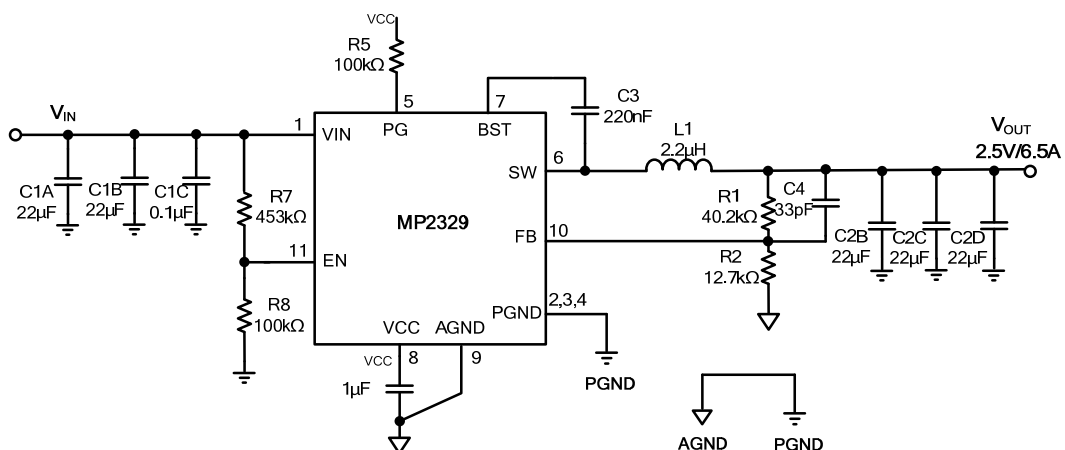 VCC
R5
100kΩ
5
7
C3
220nF
VIN
1
VIN
PG
BST
L1
2.2µH
VOUT
2.5V/6.5A
6
SW
C1A
22µF
C1B
22µF
C1C
0.1µF
R7
453kΩ
MP2329
R1
40.2kΩ
C4
33pF
FB
10
C2B
22µF
C2C
22µF
C2D
22µF
11
EN
R2
12.7kΩ
R8
100kΩ
2,3,4
PGND
VCC
AGND
VCC
8
9
1µF
PGND
AGND
PGND